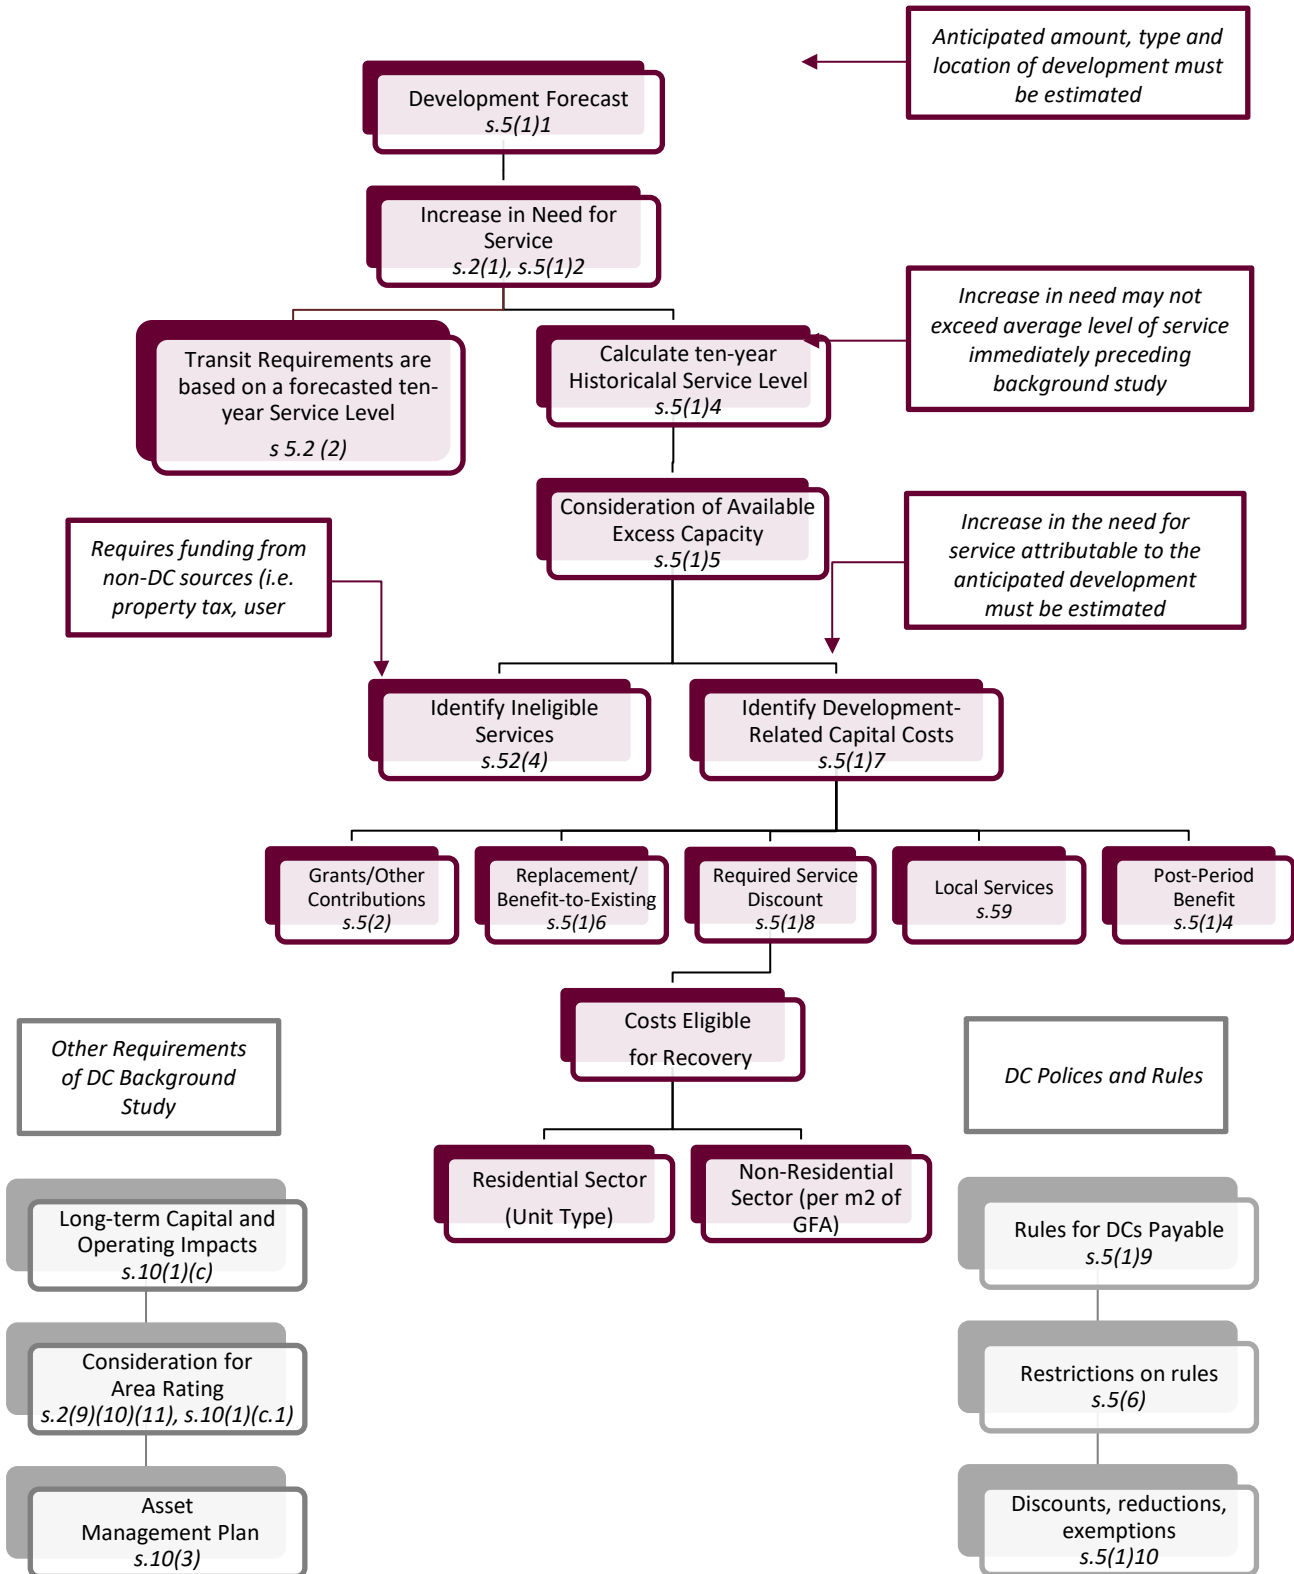 Anticipated amount, type and
location of development must
be estimated
Development Forecast
s.5(1)1
Increase in Need for
Service
s.2(1), s.5(1)2
Increase in need may not
exceed average level of service
immediately preceding
background study
Transit Requirements are
based on a forecasted ten-
year Service Level
s 5.2 (2)
Calculate ten-year
Historicalal Service Level
s.5(1)4
Consideration of Available
Excess Capacity
s.5(1)5
Requires funding from
non-DC sources (i.e.
property tax, user
Increase in the need for
service attributable to the
anticipated development
must be estimated
Identify Ineligible
Services
s.52(4)
Identify Development-
Related Capital Costs
s.5(1)7
Grants/Other
Contributions
s.5(2)
Replacement/
Benefit-to-Existing
s.5(1)6
Required Service
Discount
s.5(1)8
Local Services
s.59
Post-Period
Benefit
s.5(1)4
Costs Eligible
for Recovery
Residential Sector
(Unit Type)
Non-Residential
Sector (per m2 of
GFA)
Other Requirements
of DC Background
Study
Long-term Capital and
Operating Impacts
s.10(1)(c)
Consideration for
Area Rating
s.2(9)(10)(11), s.10(1)(c.1)
Asset
Management Plan
s.10(3)
DC Polices and Rules
Rules for DCs Payable
s.5(1)9
Restrictions on rules
s.5(6)
Discounts, reductions,
exemptions
s.5(1)10